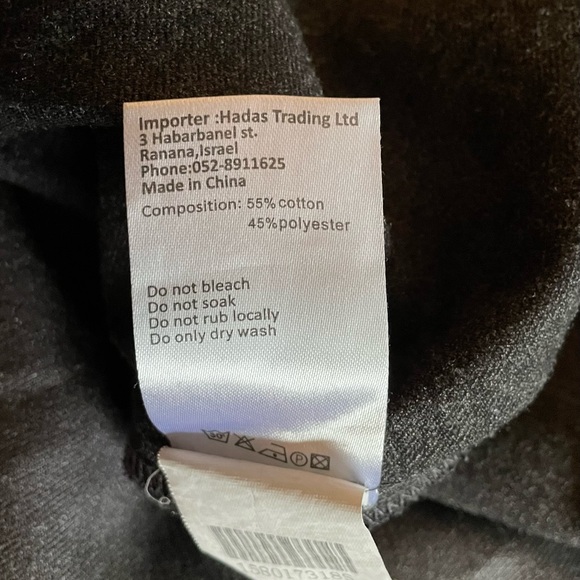 Importer :Hadas Trading Ltd
3 Habarbanel st.
Ranana,Israel
Phone:052-8911625
Made in China
Composition: 55% cotton
45%polyester
Do not bleach
Do not soak
Do not rub locally
Do only dry wash
30°
P